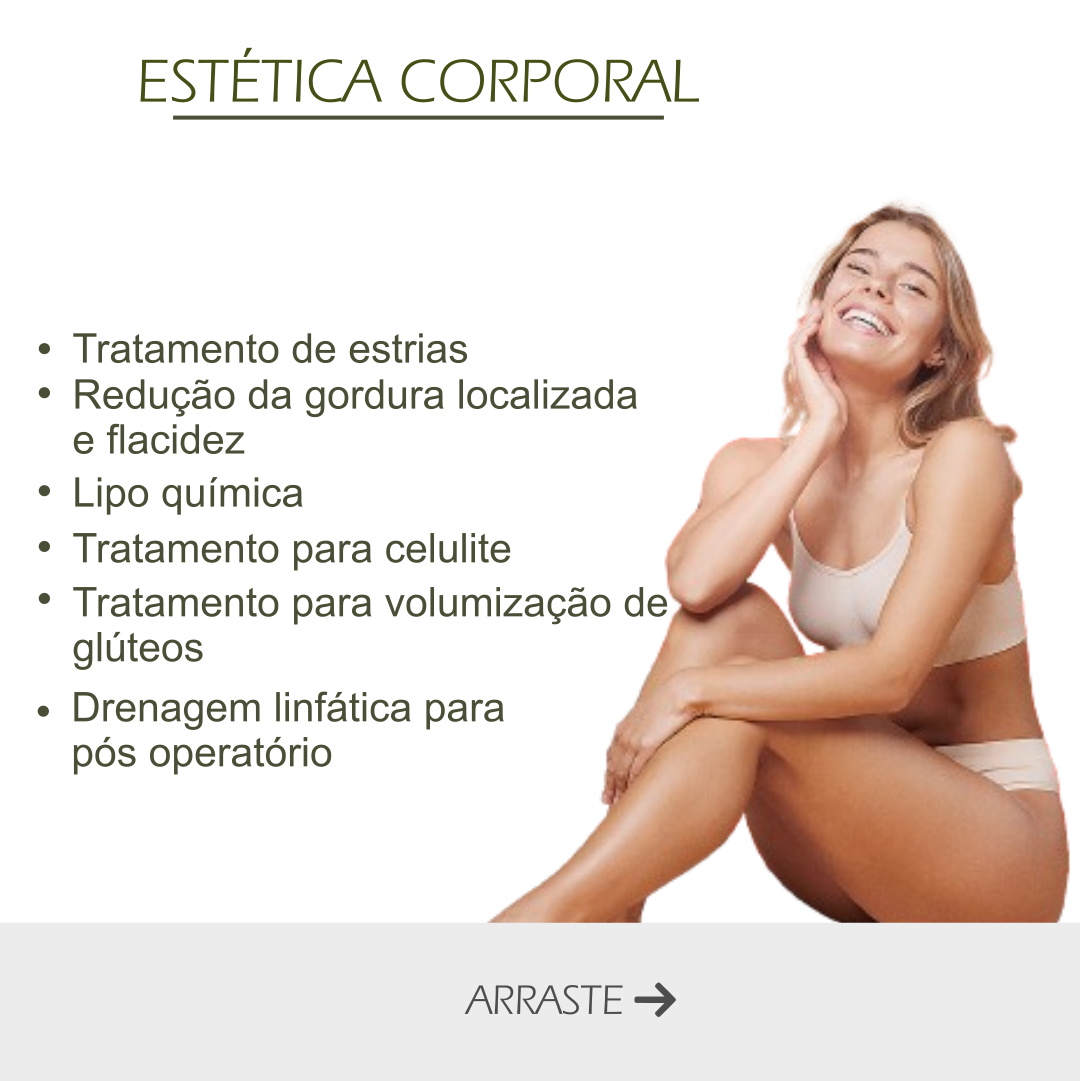 ESTÉTICA CORPORAL
• Tratamento de estrias
• Redução da gordura localizada
e flacidez
• Lipo química
• Tratamento para celulite
• Tratamento para volumização de
glúteos
• Drenagem linfática para
pós operatório
ARRASTE →